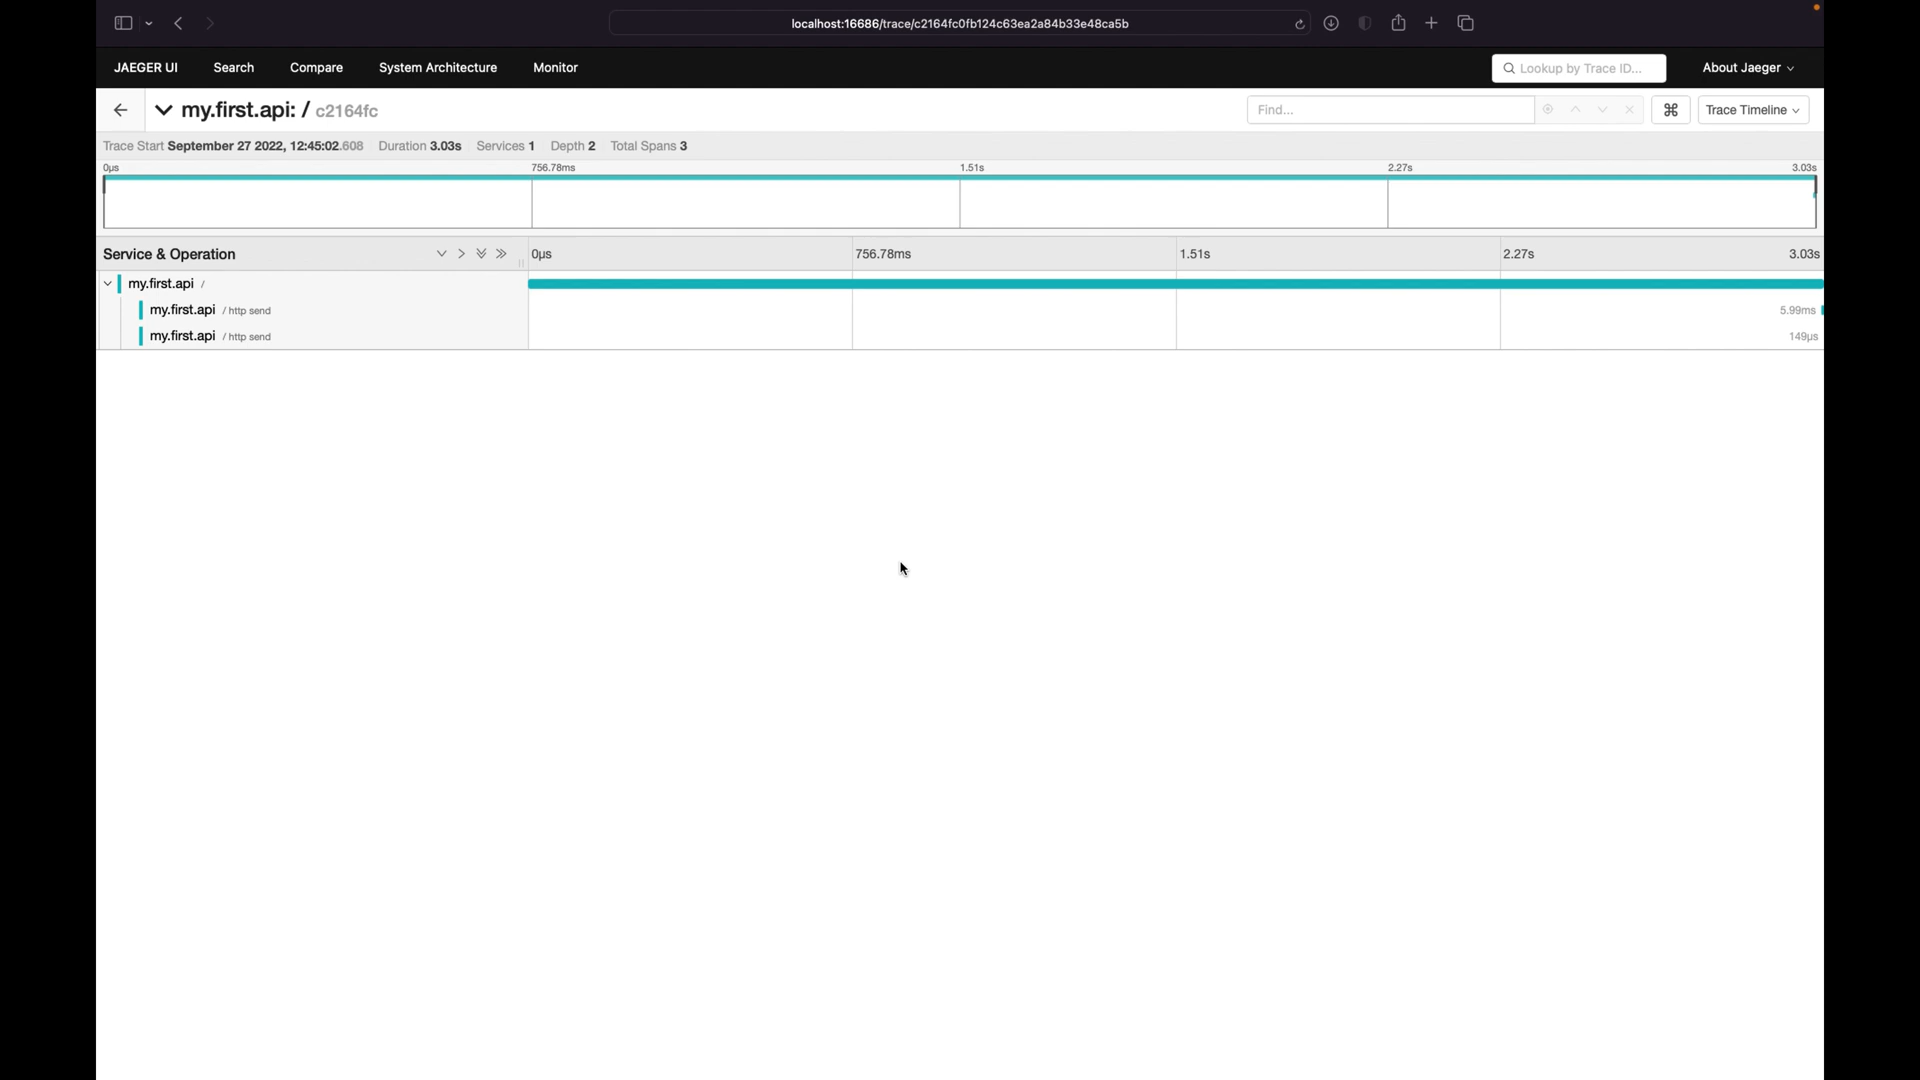 localhost:16686/trace/c2164fc0fb124c63ea2a84b33e48ca5b
JAEGER UI Search Compare System Architecture Monitor Lookup by Trace ID... About Jaeger
my.first.api: / c2164fc Find... Trace Timeline
Trace Start September 27 2022, 12:45:02.608 Duration 3.03s Services 1 Depth 2 Total Spans 3
0μs 756.78ms 1.51s 2.27s 3.03s
Service & Operation 0μs 756.78ms 1.51s 2.27s 3.03s
my.first.api /
my.first.api / http send 5.99ms
my.first.api / http send 149μs